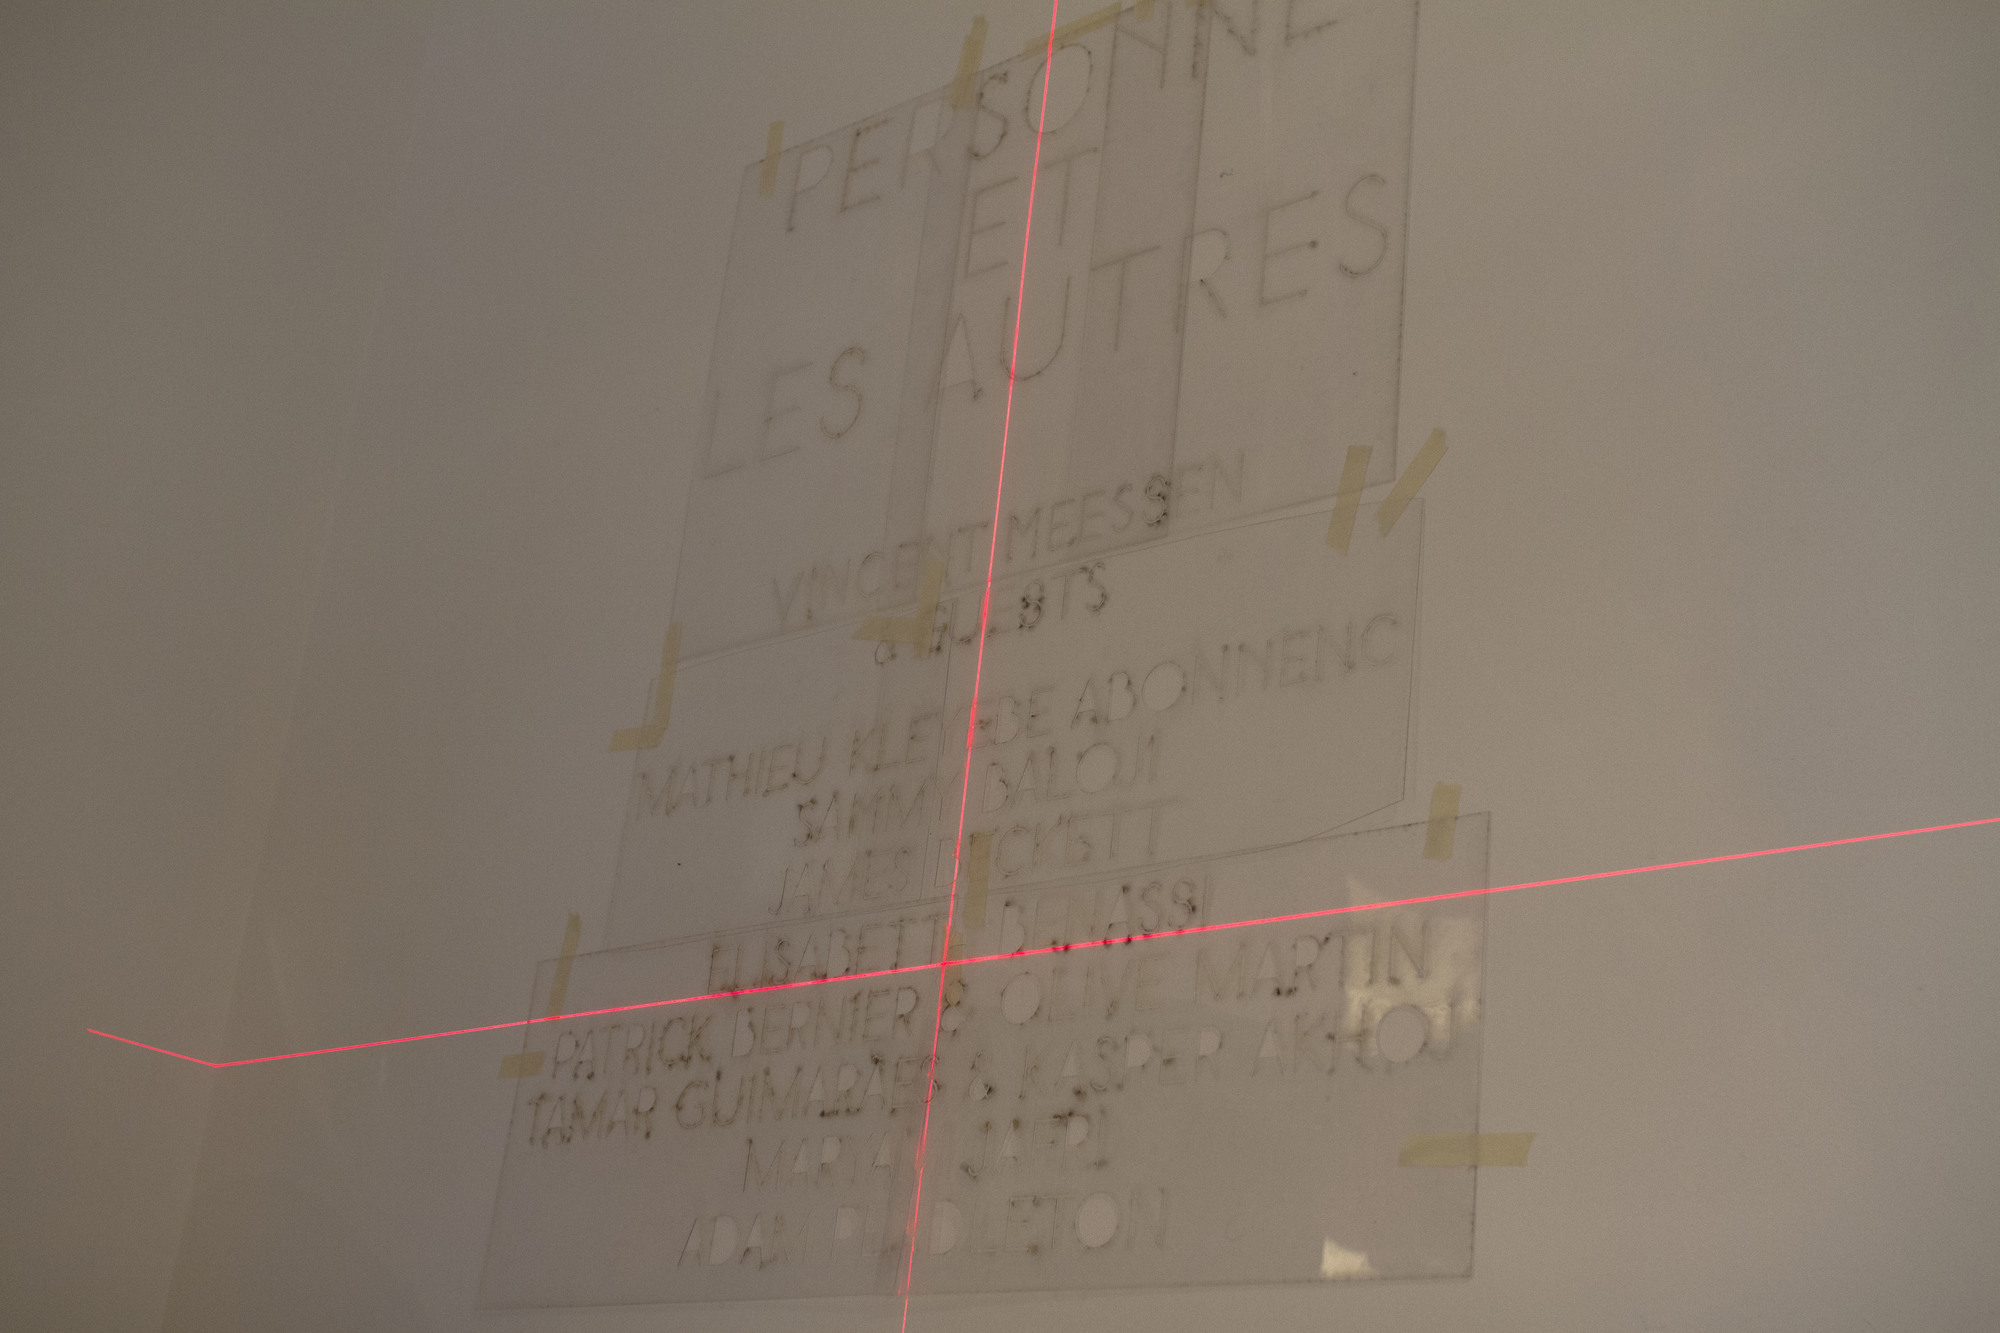 PERSONNE
ET
LES AUTRES
VINCENT MEESSEN
& GUESTS
MATHIEU KLEYEBE ABONNENC
SAMMY BALOJI
JAMES BECKETT
ELISABETTA BENASSI
PATRICK BERNIER & OLIVE MARTIN
TAMAR GUIMARÃES & KASPER AKHØJ
MARYAM JAFRI
ADAM PENDLETON